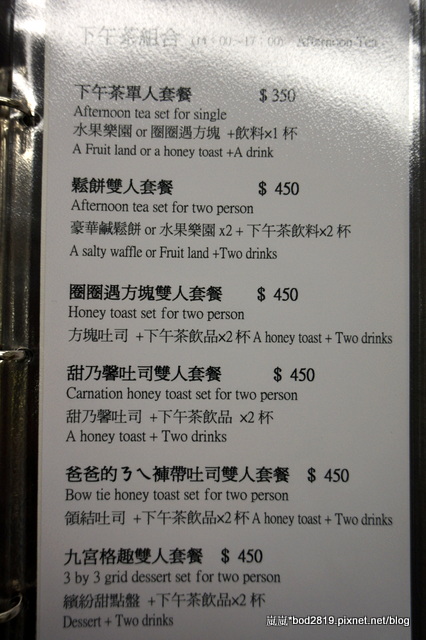 下午茶組合 (14:00~17:00) Afternoon Tea
下午茶單人套餐 $ 350
Afternoon tea set for single
水果樂園 or 圈圈遇方塊 +飲料×1 杯
A Fruit land or a honey toast +A drink
鬆餅雙人套餐 $ 450
Afternoon tea set for two person
豪華鹹鬆餅 or 水果樂園 x2 + 下午茶飲料×2 杯
A salty waffle or Fruit land +Two drinks
圈圈遇方塊雙人套餐 $ 450
Honey toast set for two person
方塊吐司 +下午茶飲品×2 杯 A honey toast + Two drinks
甜乃馨吐司雙人套餐 $ 450
Carnation honey toast set for two person
甜乃馨吐司 +下午茶飲品 ×2 杯
A honey toast + Two drinks
爸爸的ㄋㄟ褲帶吐司雙人套餐 $ 450
Bow tie honey toast set for two person
領結吐司 +下午茶飲品×2 杯 A honey toast + Two drinks
九宮格趣雙人套餐 $ 450
3 by 3 grid dessert set for two person
繽紛甜點盤 +下午茶飲品×2 杯
Dessert + Two drinks
嵐嵐*bod2819.pixnet.net/blog